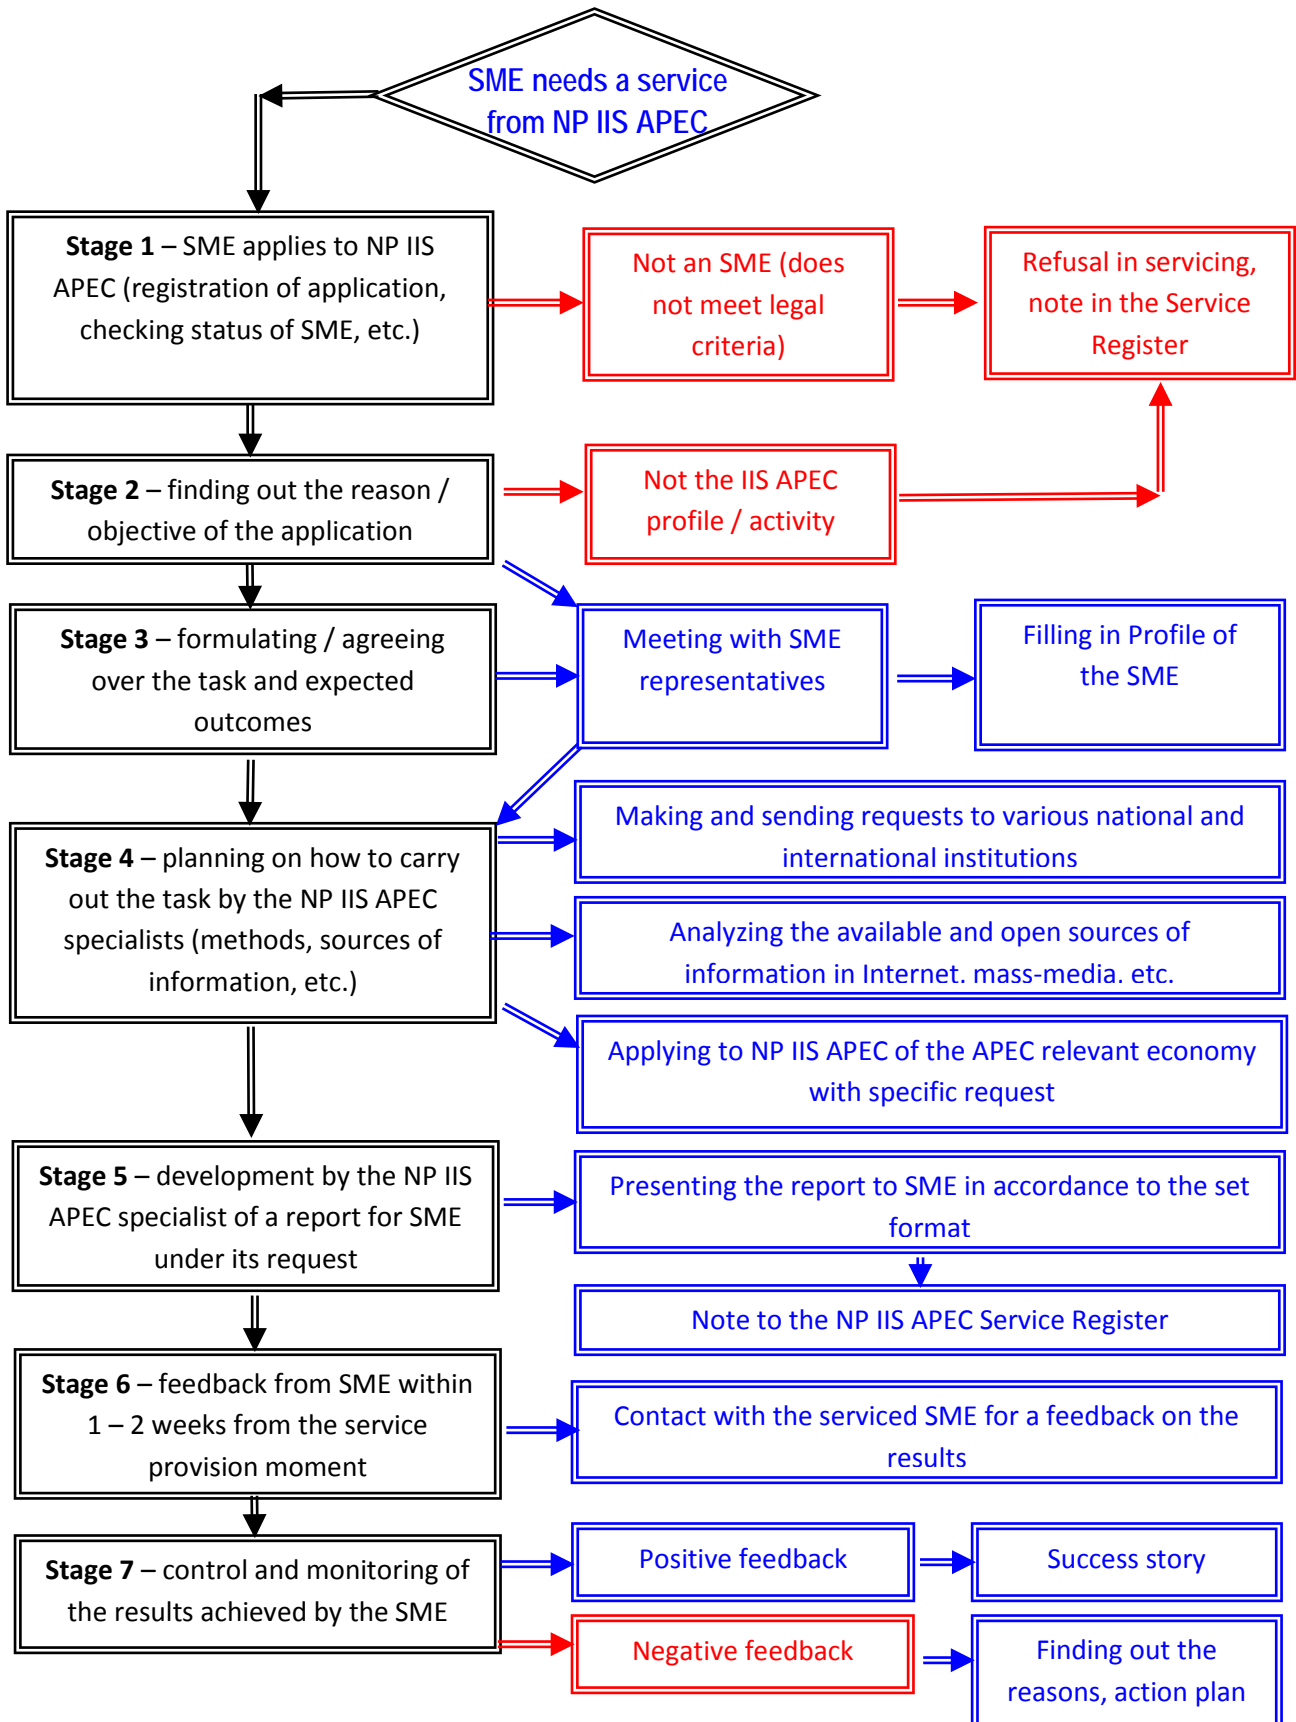 SME needs a service
from NP IIS APEC
Stage 1 – SME applies to NP IIS
APEC (registration of application,
checking status of SME, etc.)
Not an SME (does
not meet legal
criteria)
Refusal in servicing,
note in the Service
Register
Stage 2 – finding out the reason /
objective of the application
Not the IIS APEC
profile / activity
Stage 3 – formulating / agreeing
over the task and expected
outcomes
Meeting with SME
representatives
Filling in Profile of
the SME
Stage 4 – planning on how to carry
out the task by the NP IIS APEC
specialists (methods, sources of
information, etc.)
Making and sending requests to various national and
international institutions
Analyzing the available and open sources of
information in Internet, mass-media, etc.
Applying to NP IIS APEC of the APEC relevant economy
with specific request
Stage 5 – development by the NP IIS
APEC specialist of a report for SME
under its request
Presenting the report to SME in accordance to the set
format
Note to the NP IIS APEC Service Register
Stage 6 – feedback from SME within
1 – 2 weeks from the service
provision moment
Contact with the serviced SME for a feedback on the
results
Stage 7 – control and monitoring of
the results achieved by the SME
Positive feedback
Success story
Negative feedback
Finding out the
reasons, action plan